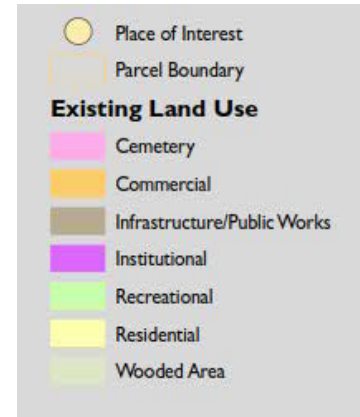 Place of Interest
Parcel Boundary
Existing Land Use
Cemetery
Commercial
Infrastructure/Public Works
Institutional
Recreational
Residential
Wooded Area